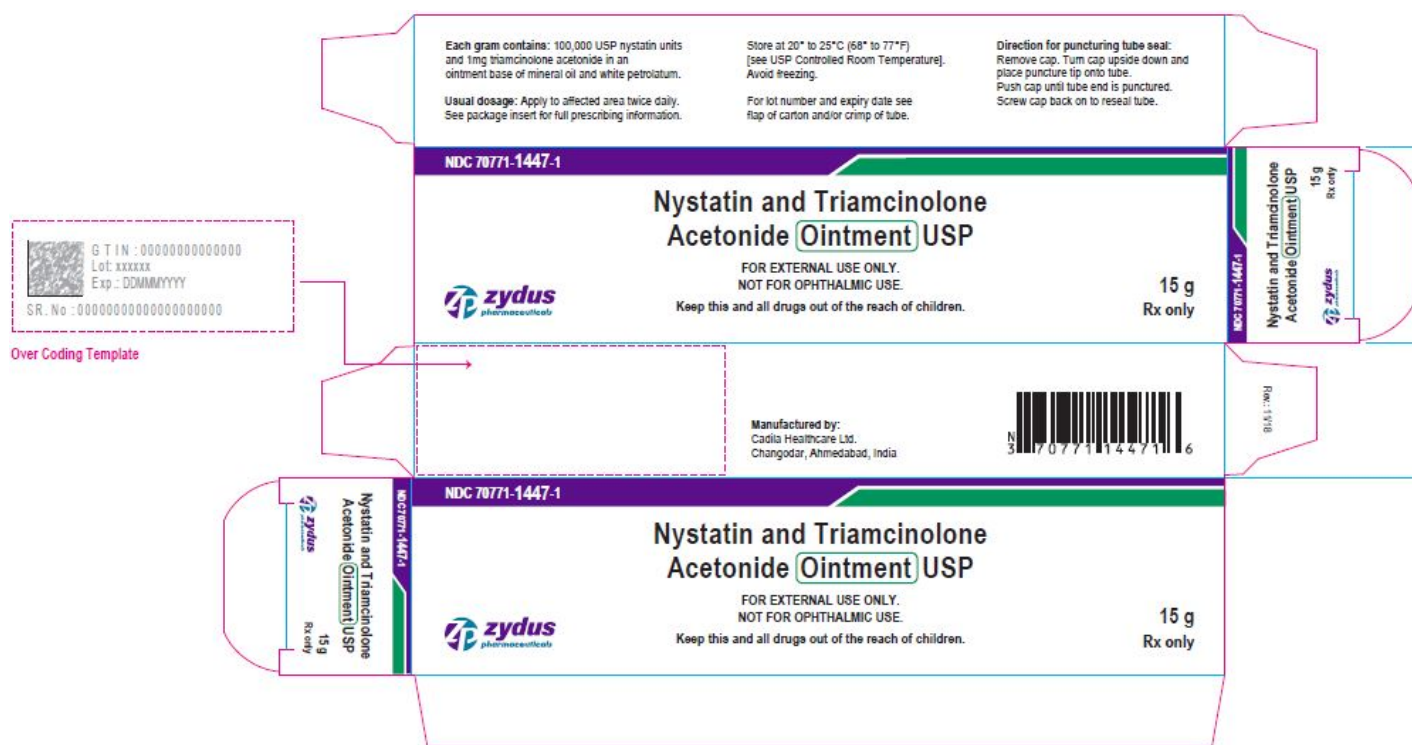 Each gram contains: 100,000 USP nystatin units
and 1mg triamcinolone acetonide in an
ointment base of mineral oil and white petrolatum.
Usual dosage: Apply to affected area twice daily.
See package insert for full prescribing information.
Store at 20° to 25°C (68° to 77°F)
[see USP Controlled Room Temperature].
Avoid freezing.
For lot number and expiry date see
flap of carton and/or crimp of tube.
Direction for puncturing tube seal:
Remove cap. Turn cap upside down and
place puncture tip onto tube.
Push cap until tube end is punctured.
Screw cap back on to reseal tube.
NDC 70771-1447-1
Nystatin and Triamcinolone
Acetonide Ointment USP
FOR EXTERNAL USE ONLY.
NOT FOR OPHTHALMIC USE.
Keep this and all drugs out of the reach of children.
zydus
pharmaceuticals
15 g
Rx only
NDC 70771-1447-1
Nystatin and Triamcinolone
Acetonide Ointment USP
15 g
Rx only
zydus
pharmaceuticals
GTIN:00000000000000
Lot: xxxxxx
Exp.: DDMMMYYYY
SR.No:00000000000000000000
Over Coding Template
Manufactured by:
Cadila Healthcare Ltd.
Changodar, Ahmedabad, India
N
3 70771 14471 6
Rev.: 11/18
NDC 70771-1447-1
Nystatin and Triamcinolone
Acetonide Ointment USP
15 g
Rx only
zydus
pharmaceuticals
NDC 70771-1447-1
Nystatin and Triamcinolone
Acetonide Ointment USP
FOR EXTERNAL USE ONLY.
NOT FOR OPHTHALMIC USE.
Keep this and all drugs out of the reach of children.
zydus
pharmaceuticals
15 g
Rx only